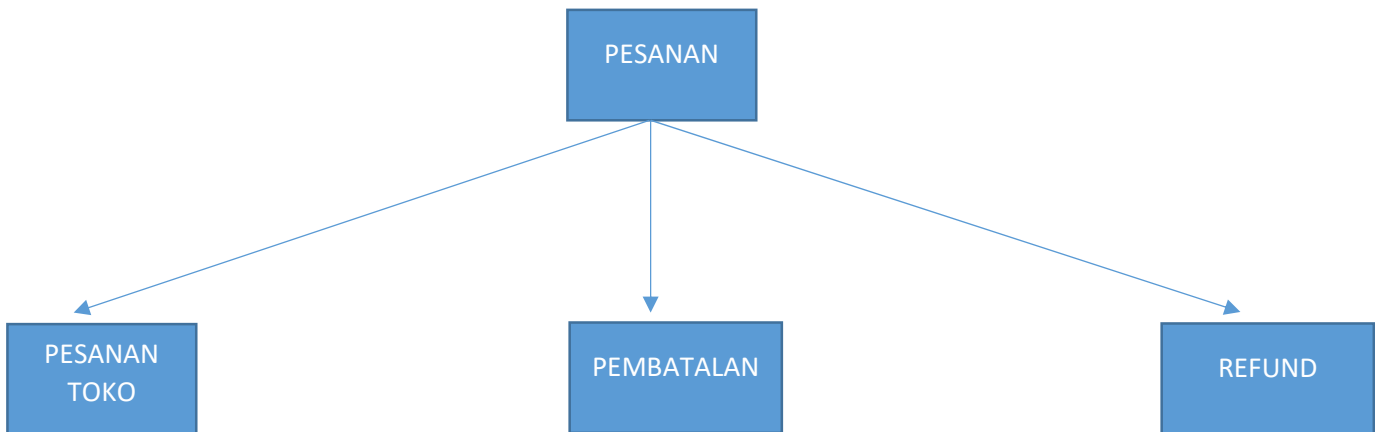 PESANAN
PESANAN
TOKO
PEMBATALAN
REFUND